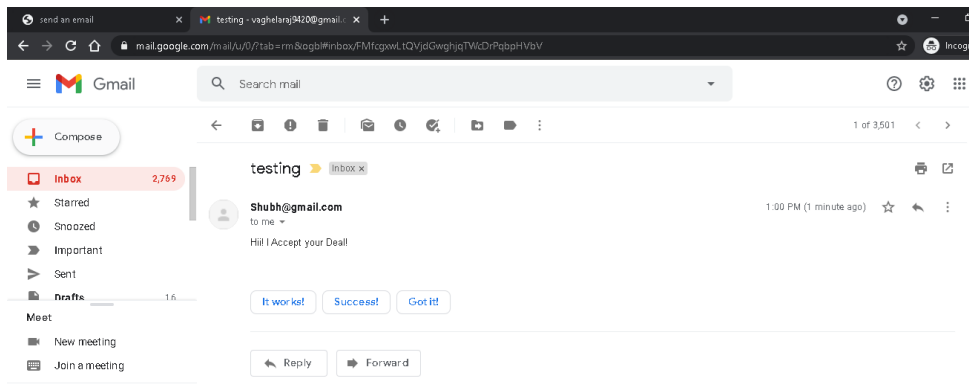 send an email
testing - vaghelaraj9420@gmail.c
mail.google.com/mail/u/0/?tab=rm&ogbl#inbox/FMfcgxwLtQVjdGwghjqTWcDrPqbpHVbV
Incog
Gmail
Search mail
Compose
1 of 3,501
Inbox 2,769
Starred
Snoozed
Important
Sent
Drafts 16
Meet
New meeting
Join a meeting
testing Inbox x
Shubh@gmail.com 1:00 PM (1 minute ago)
to me
Hii! I Accept your Deal!
It works! Success! Got it!
Reply Forward